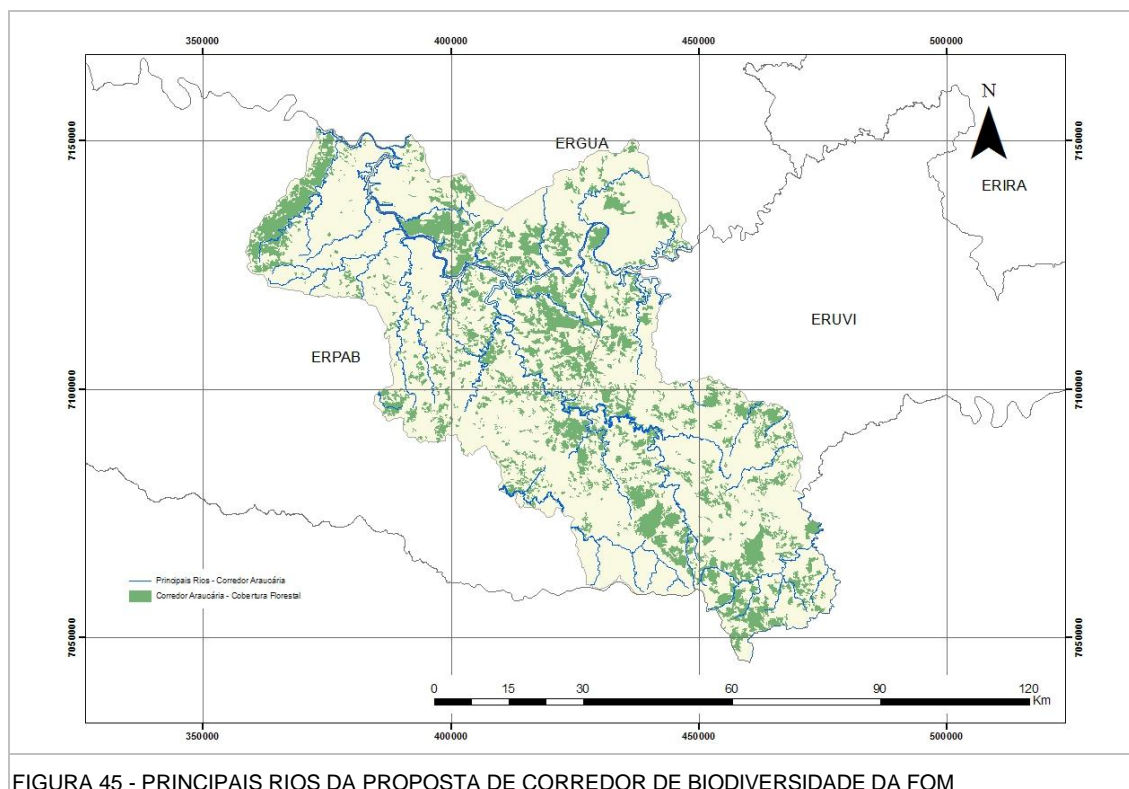 350000 400000 450000 500000
7150000 7150000
N
ERGUA
ERIRA
ERUVI
ERPAB
7100000 7100000
Principais Rios - Corredor Araucária
Corredor Araucária - Cobertura Florestal
7050000 7050000
0 15 30 60 90 120
Km
350000 400000 450000 500000
FIGURA 45 - PRINCIPAIS RIOS DA PROPOSTA DE CORREDOR DE BIODIVERSIDADE DA FOM